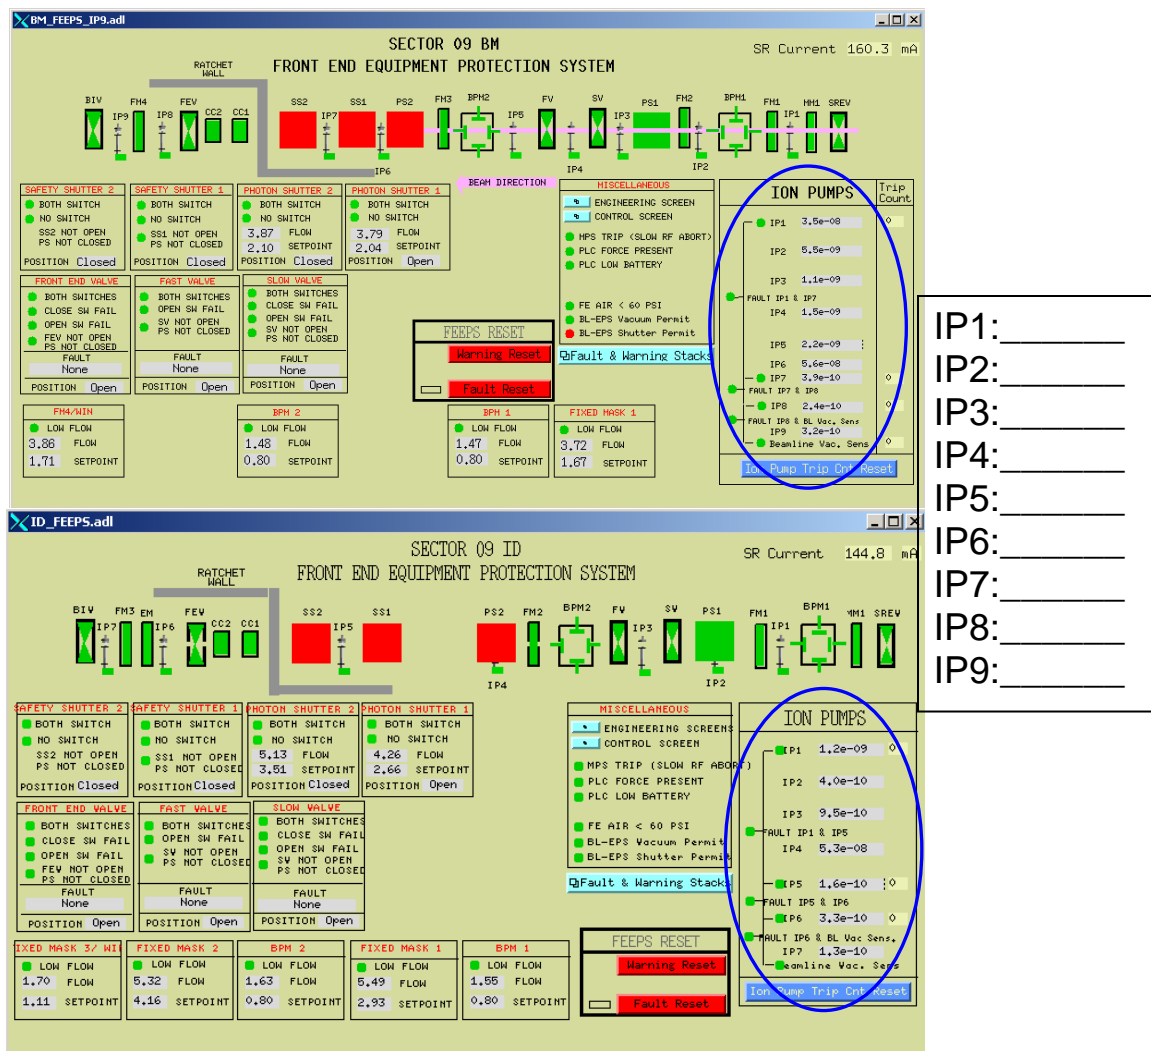 BM_FEEPS_IP9.adl
SECTOR 09 BM
FRONT END EQUIPMENT PROTECTION SYSTEM
SR Current 160.3 mA
RATCHET
WALL
BIV IP9 FM4 IP8 FEV CC2 CC1 SS2 IP7 SS1 PS2 FM3 BPM2 IP5 FV SV IP3 PS1 FM2 BPM1 FM1 IP1 MM1 SREV
IP6 IP4 IP2
BEAM DIRECTION
SAFETY SHUTTER 2
BOTH SWITCH
NO SWITCH
SS2 NOT OPEN
PS NOT CLOSED
POSITION Closed
SAFETY SHUTTER 1
BOTH SWITCH
NO SWITCH
SS1 NOT OPEN
PS NOT CLOSED
POSITION Closed
PHOTON SHUTTER 2
BOTH SWITCH
NO SWITCH
3.87 FLOW
2.10 SETPOINT
POSITION Closed
PHOTON SHUTTER 1
BOTH SWITCH
NO SWITCH
3.79 FLOW
2.04 SETPOINT
POSITION Open
MISCELLANEOUS
ENGINEERING SCREEN
CONTROL SCREEN
MPS TRIP (SLOW RF ABORT)
PLC FORCE PRESENT
PLC LOW BATTERY
FE AIR < 60 PSI
BL-EPS Vacuum Permit
BL-EPS Shutter Permit
Fault & Warning Stacks
ION PUMPS
Trip
Count
IP1 3.5e-08 0
IP2 5.5e-09
IP3 1.1e-09
FAULT IP1 & IP7
IP4 1.5e-09
IP5 2.2e-09
IP6 5.6e-08
IP7 3.9e-10 0
FAULT IP7 & IP8
IP8 2.4e-10 0
FAULT IP8 & BL Vac. Sens
IP9 3.2e-10
Beamline Vac. Sens 0
Ion Pump Trip Cnt Reset
FRONT END VALVE
BOTH SWITCHES
CLOSE SW FAIL
OPEN SW FAIL
FEV NOT OPEN
PS NOT CLOSED
FAULT
None
POSITION Open
FAST VALVE
BOTH SWITCHES
OPEN SW FAIL
SV NOT OPEN
PS NOT CLOSED
FAULT
None
POSITION Open
SLOW VALVE
BOTH SWITCHES
CLOSE SW FAIL
OPEN SW FAIL
SV NOT OPEN
PS NOT CLOSED
FAULT
None
POSITION Open
FEEPS RESET
Warning Reset
Fault Reset
FM4/WIN
LOW FLOW
3.86 FLOW
1.71 SETPOINT
BPM 2
LOW FLOW
1.48 FLOW
0.80 SETPOINT
BPM 1
LOW FLOW
1.47 FLOW
0.80 SETPOINT
FIXED MASK 1
LOW FLOW
3.72 FLOW
1.67 SETPOINT
IP1:______
IP2:______
IP3:______
IP4:______
IP5:______
IP6:______
IP7:______
IP8:______
IP9:______
ID_FEEPS.adl
SECTOR 09 ID
FRONT END EQUIPMENT PROTECTION SYSTEM
SR Current 144.8 mA
RATCHET
WALL
BIV IP7 FM3 EM IP6 FEV CC2 CC1 SS2 IP5 SS1 PS2 FM2 BPM2 FV IP3 SV PS1 FM1 IP1 BPM1 MM1 SREV
IP4 IP2
SAFETY SHUTTER 2
BOTH SWITCH
NO SWITCH
SS2 NOT OPEN
PS NOT CLOSED
POSITION Closed
SAFETY SHUTTER 1
BOTH SWITCH
NO SWITCH
SS1 NOT OPEN
PS NOT CLOSED
POSITION Closed
PHOTON SHUTTER 2
BOTH SWITCH
NO SWITCH
5.13 FLOW
3.51 SETPOINT
POSITION Closed
PHOTON SHUTTER 1
BOTH SWITCH
NO SWITCH
4.26 FLOW
2.66 SETPOINT
POSITION Open
MISCELLANEOUS
ENGINEERING SCREENS
CONTROL SCREEN
MPS TRIP (SLOW RF ABORT)
PLC FORCE PRESENT
PLC LOW BATTERY
FE AIR < 60 PSI
BL-EPS Vacuum Permit
BL-EPS Shutter Permit
Fault & Warning Stacks
ION PUMPS
IP1 1.2e-09 0
IP2 4.0e-10
IP3 9.5e-10
FAULT IP1 & IP5
IP4 5.3e-08
IP5 1.6e-10 0
FAULT IP5 & IP6
IP6 3.3e-10 0
FAULT IP6 & BL Vac Sens.
IP7 1.3e-10
Beamline Vac. Sens
Ion Pump Trip Cnt Reset
FRONT END VALVE
BOTH SWITCHES
CLOSE SW FAIL
OPEN SW FAIL
FEV NOT OPEN
PS NOT CLOSED
FAULT
None
POSITION Open
FAST VALVE
BOTH SWITCHES
OPEN SW FAIL
SV NOT OPEN
PS NOT CLOSED
FAULT
None
POSITION Open
SLOW VALVE
BOTH SWITCHES
CLOSE SW FAIL
OPEN SW FAIL
SV NOT OPEN
PS NOT CLOSED
FAULT
None
POSITION Open
IXED MASK 3/ WI
LOW FLOW
1.70 FLOW
1.11 SETPOINT
FIXED MASK 2
LOW FLOW
5.32 FLOW
4.16 SETPOINT
BPM 2
LOW FLOW
1.63 FLOW
0.80 SETPOINT
FIXED MASK 1
LOW FLOW
5.49 FLOW
2.93 SETPOINT
BPM 1
LOW FLOW
1.55 FLOW
0.80 SETPOINT
FEEPS RESET
Warning Reset
Fault Reset